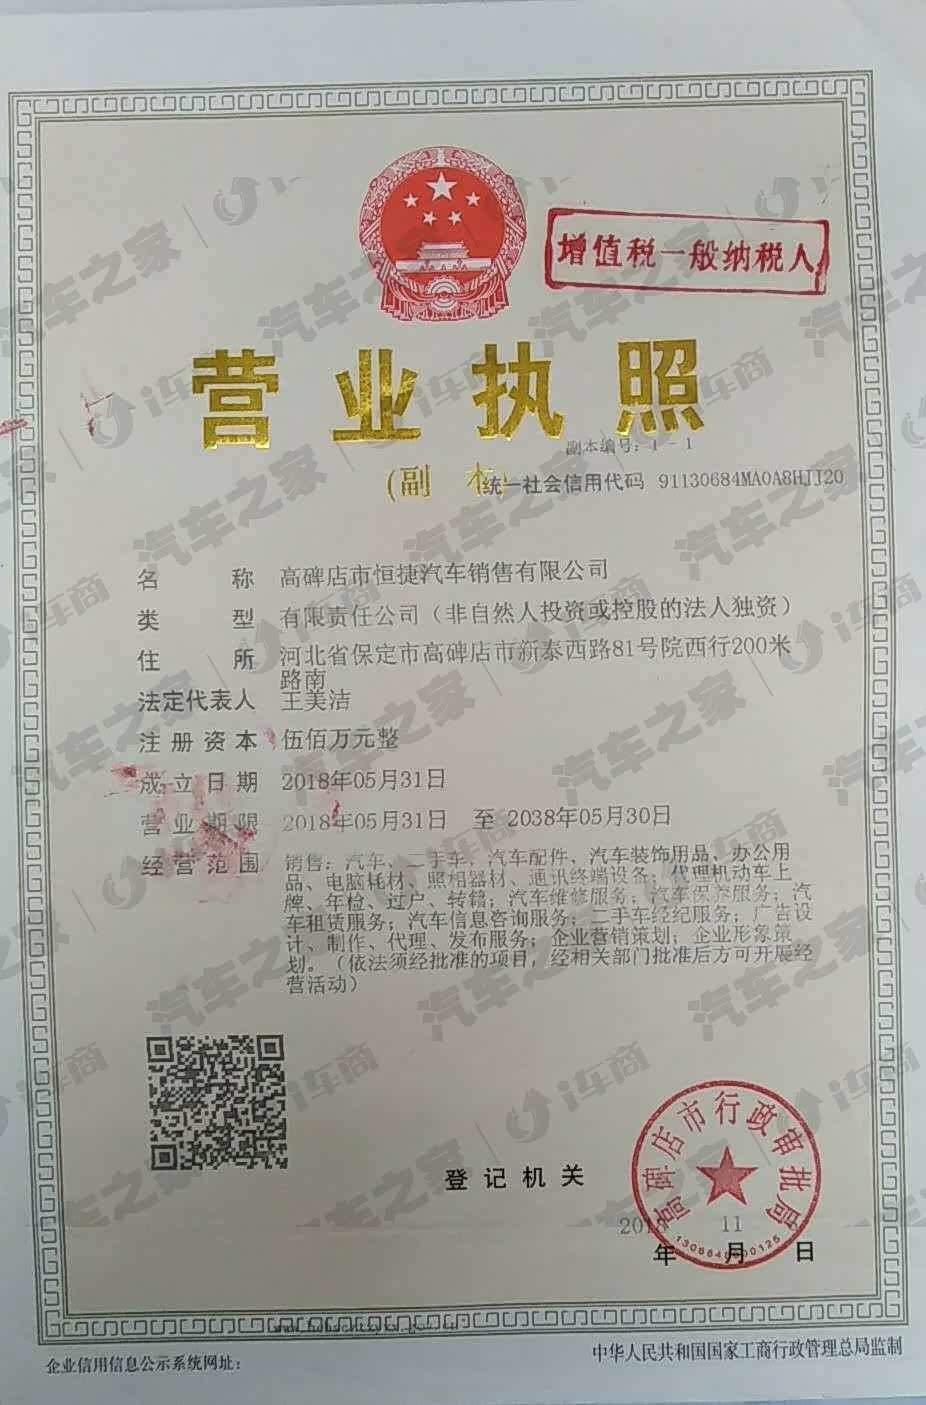 增值税一般纳税人
营业执照
副本编号：1-1
(副 本)
统一社会信用代码 91130684MA0A8HJJ20
名称 高碑店市恒捷汽车销售有限公司
类型 有限责任公司（非自然人投资或控股的法人独资）
住所 河北省保定市高碑店市新泰西路81号院西行200米
路南
法定代表人 王美洁
注册资本 伍佰万元整
成立日期 2018年05月31日
营业期限 2018年05月31日 至 2038年05月30日
经营范围 销售：汽车、二手车，汽车配件、汽车装饰用品、办公用
品、电脑耗材、照相器材、通讯终端设备；代理机动车上
牌、年检、过户、转籍；汽车维修服务；汽车保养服务；汽
车租赁服务；汽车信息咨询服务；二手车经纪服务；广告设
计、制作、代理、发布服务；企业营销策划；企业形象策
划。（依法须经批准的项目，经相关部门批准后方可开展经
营活动）
高碑店市行政审批局
登记机关
2018 11
年 月 日
企业信用信息公示系统网址：
中华人民共和国国家工商行政管理总局监制
汽车之家 | i车商